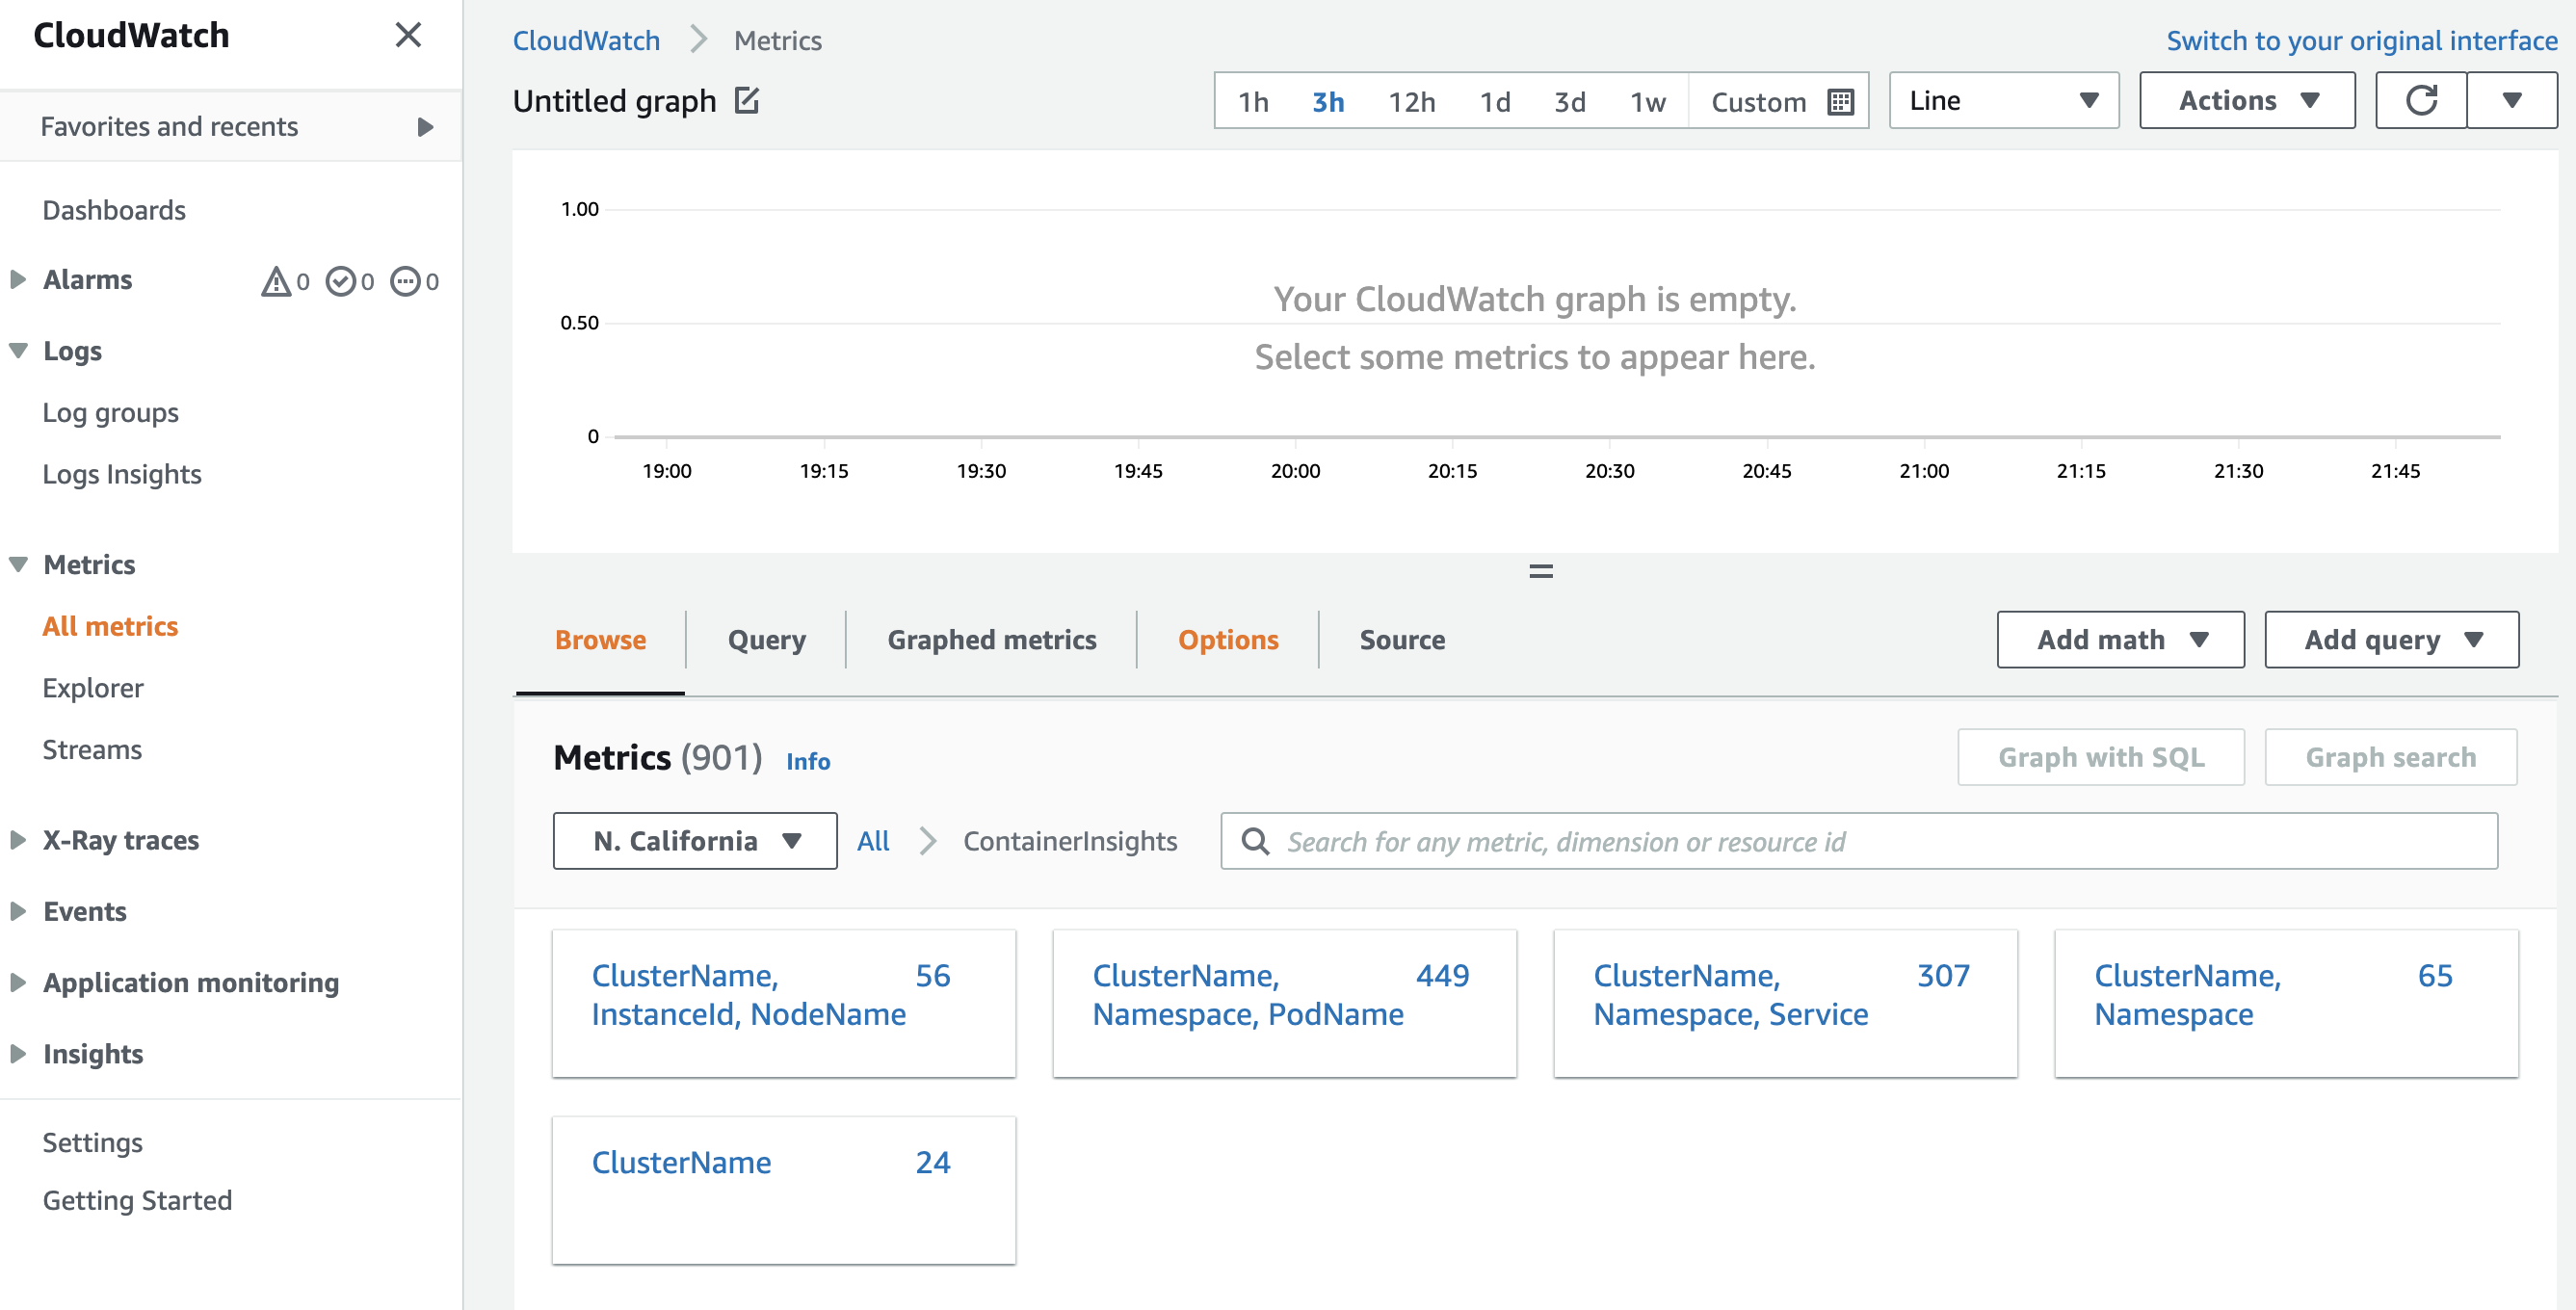 CloudWatch
Favorites and recents
Dashboards
Alarms 0 0 0
Logs
Log groups
Logs Insights
Metrics
All metrics
Explorer
Streams
X-Ray traces
Events
Application monitoring
Insights
Settings
Getting Started
CloudWatch Metrics
Switch to your original interface
Untitled graph
1h 3h 12h 1d 3d 1w Custom
Line
Actions
1.00
0.50
0
Your CloudWatch graph is empty.
Select some metrics to appear here.
19:00 19:15 19:30 19:45 20:00 20:15 20:30 20:45 21:00 21:15 21:30 21:45
Browse Query Graphed metrics Options Source
Add math Add query
Metrics (901) Info
Graph with SQL Graph search
N. California All ContainerInsights
Search for any metric, dimension or resource id
ClusterName, 56
InstanceId, NodeName
ClusterName, 449
Namespace, PodName
ClusterName, 307
Namespace, Service
ClusterName, 65
Namespace
ClusterName 24